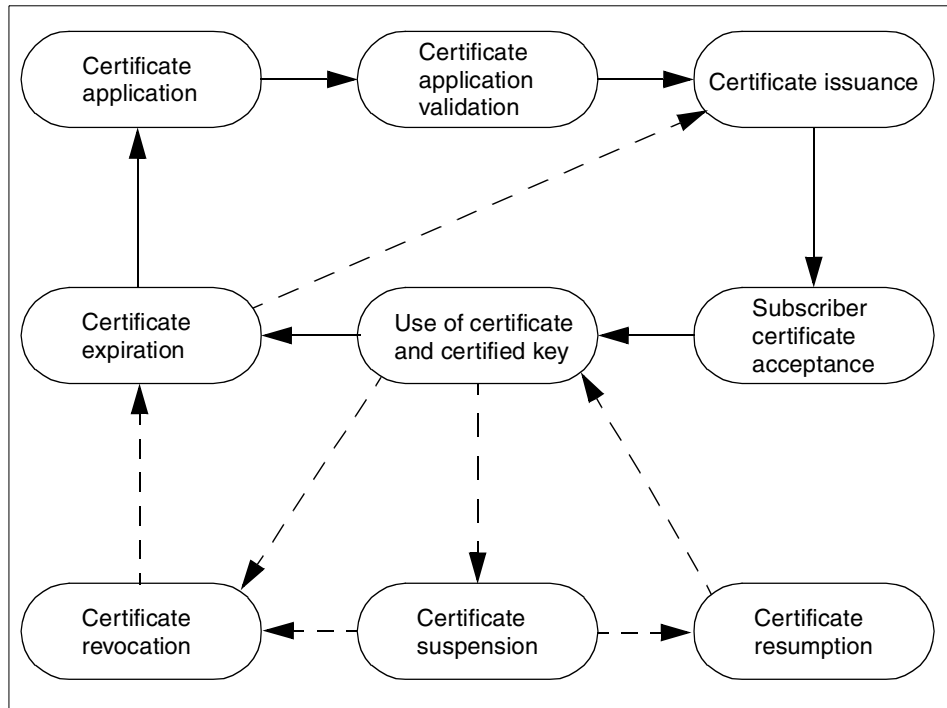 Certificate
application
Certificate
application
validation
Certificate issuance
Certificate
expiration
Use of certificate
and certified key
Subscriber
certificate
acceptance
Certificate
revocation
Certificate
suspension
Certificate
resumption